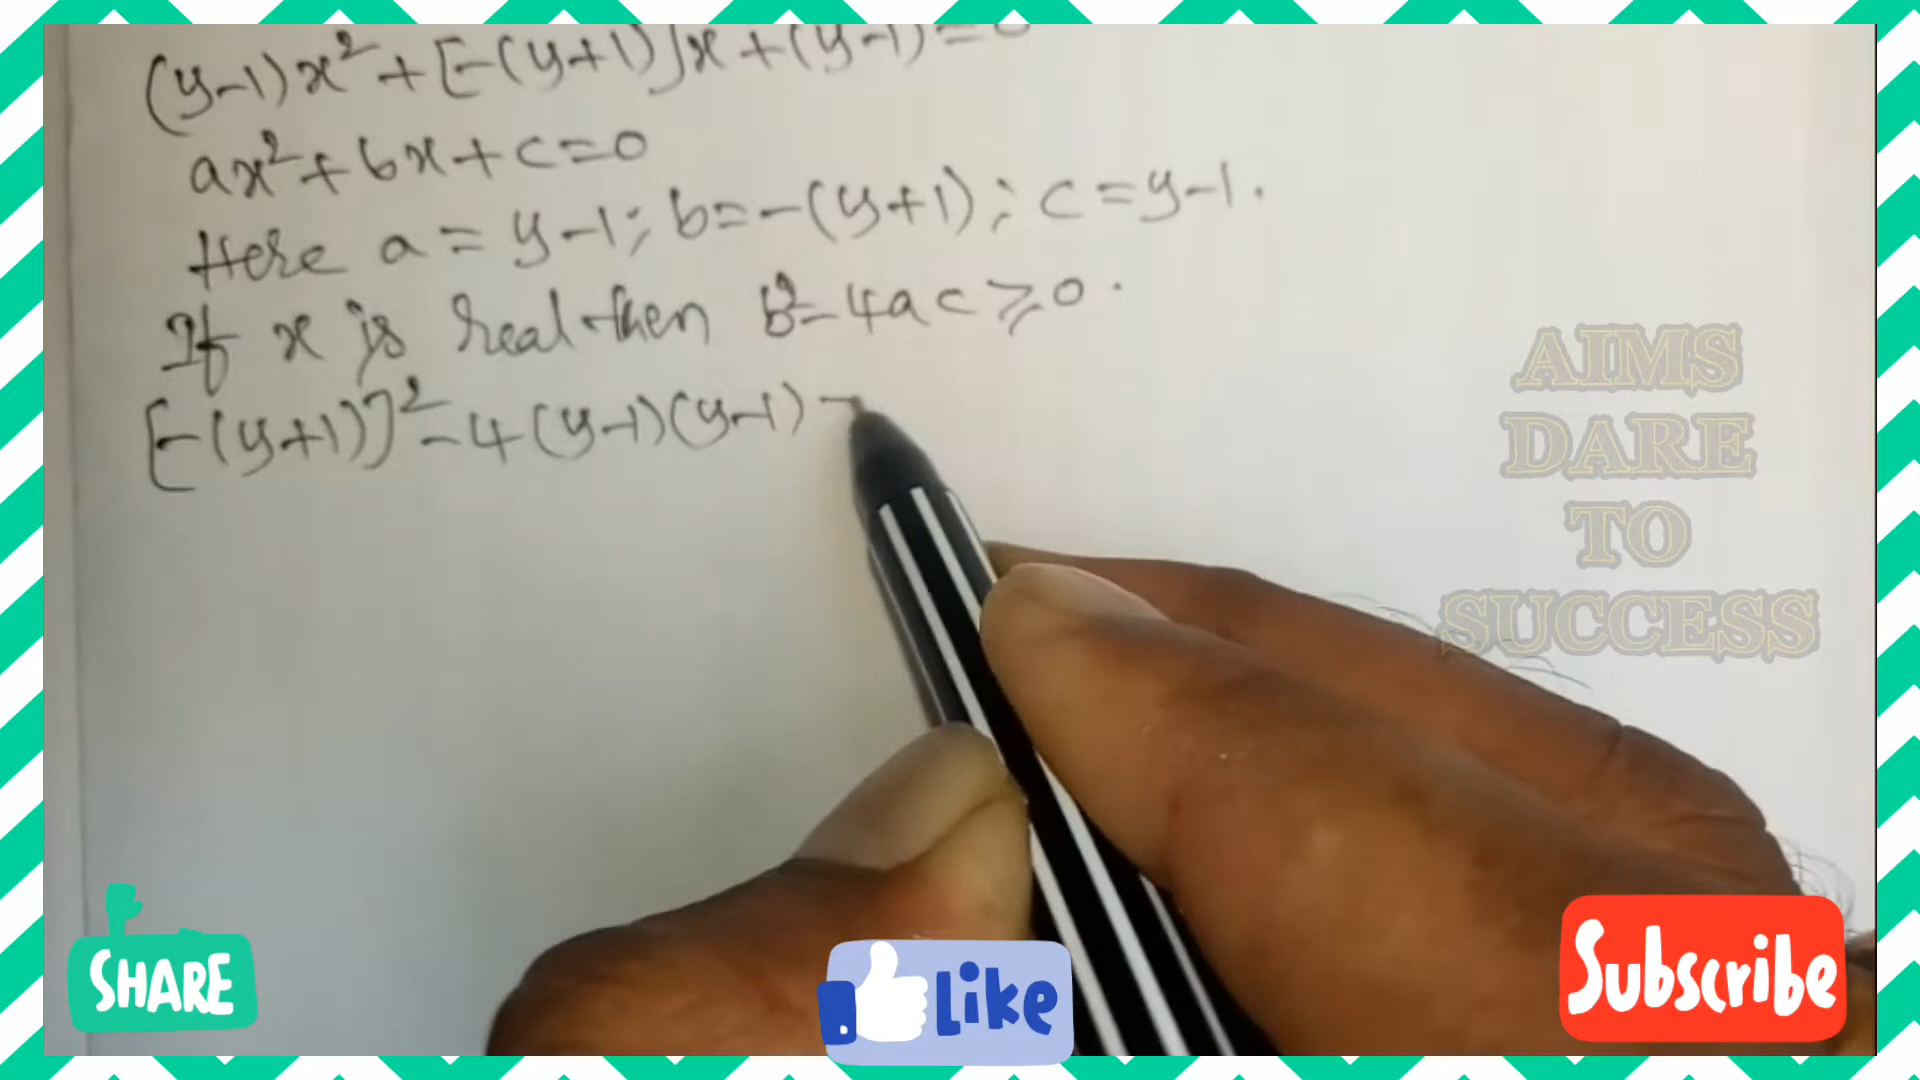 (y-1)x²+[-(y+1)]x+(y-1)=0
ax²+bx+c=0
Here a=y-1; b=-(y+1); c=y-1.
If x is real then b²-4ac≥0.
[-(y+1)]²-4(y-1)(y-1)
AIMS
DARE
TO
SUCCESS
SHARE
Like
Subscribe